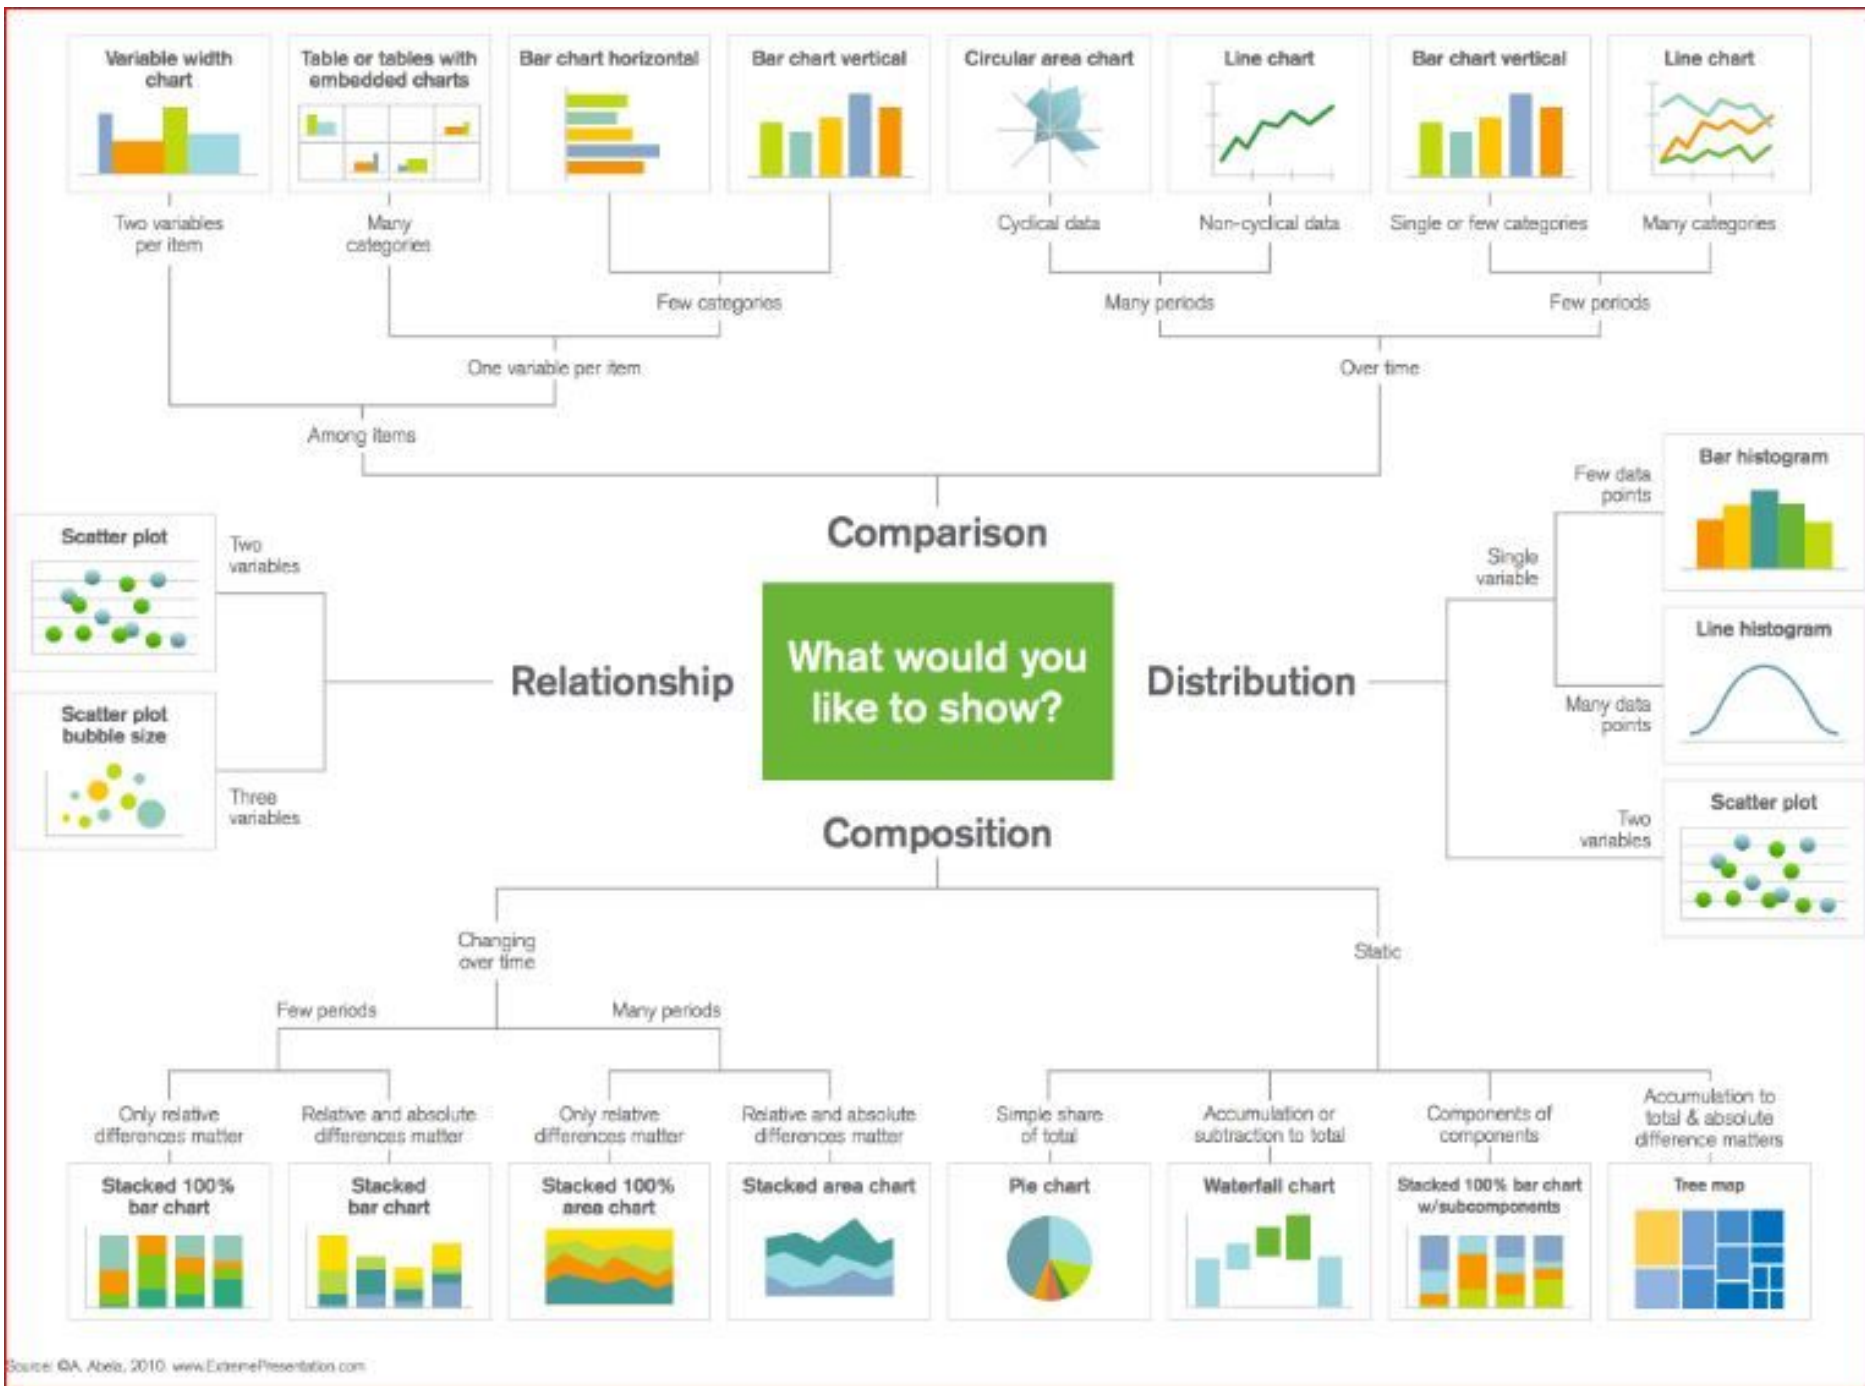 Variable width
chart
Table or tables with
embedded charts
Bar chart horizontal
Bar chart vertical
Circular area chart
Line chart
Bar chart vertical
Line chart
Two variables
per item
Many
categories
Cyclical data
Non-cyclical data
Single or few categories
Many categories
Few categories
Many periods
Few periods
One variable per item
Over time
Among items
Comparison
Scatter plot
Two
variables
Relationship
Scatter plot
bubble size
Three
variables
What would you
like to show?
Distribution
Single
variable
Few data
points
Bar histogram
Line histogram
Many data
points
Two
variables
Scatter plot
Composition
Changing
over time
Static
Few periods
Many periods
Only relative
differences matter
Relative and absolute
differences matter
Only relative
differences matter
Relative and absolute
differences matter
Simple share
of total
Accumulation or
subtraction to total
Components of
components
Accumulation to
total & absolute
difference matters
Stacked 100%
bar chart
Stacked
bar chart
Stacked 100%
area chart
Stacked area chart
Pie chart
Waterfall chart
Stacked 100% bar chart
w/subcomponents
Tree map
Source: ©A. Abela, 2010. www.ExtremePresentation.com